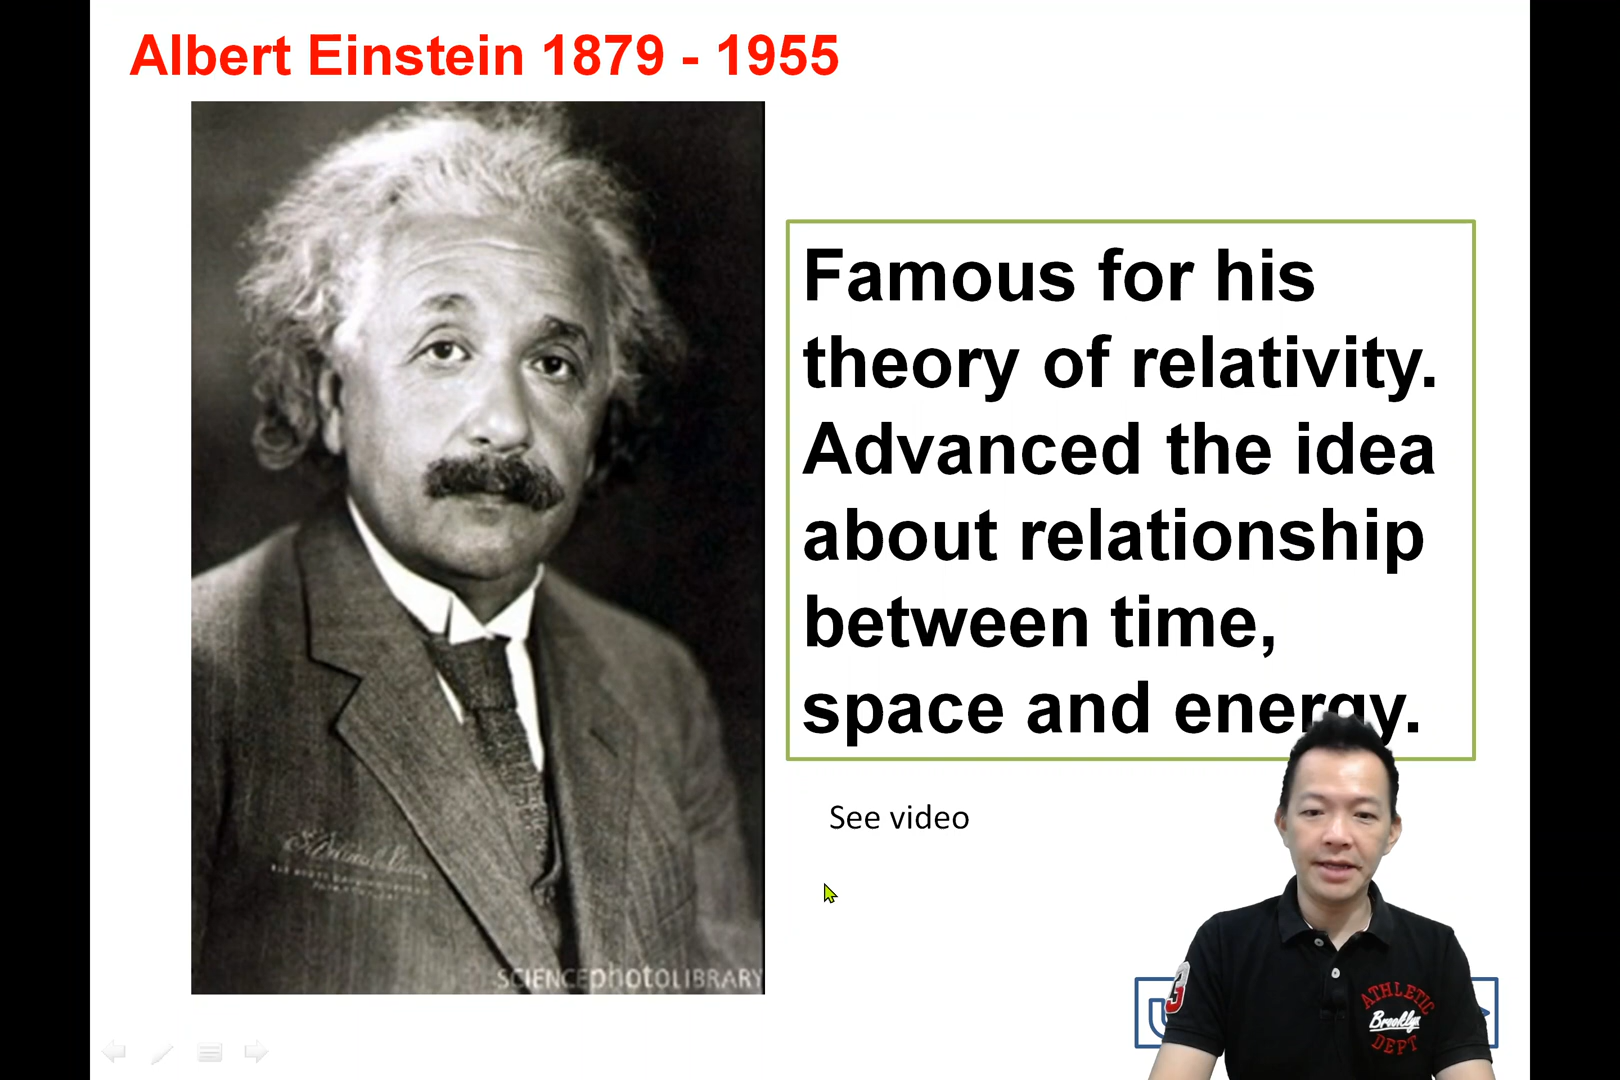 Albert Einstein 1879 - 1955
Famous for his
theory of relativity.
Advanced the idea
about relationship
between time,
space and energy.
See video
SCIENCEphotoLIBRARY
3
ATHLETIC
Brooklyn
DEPT